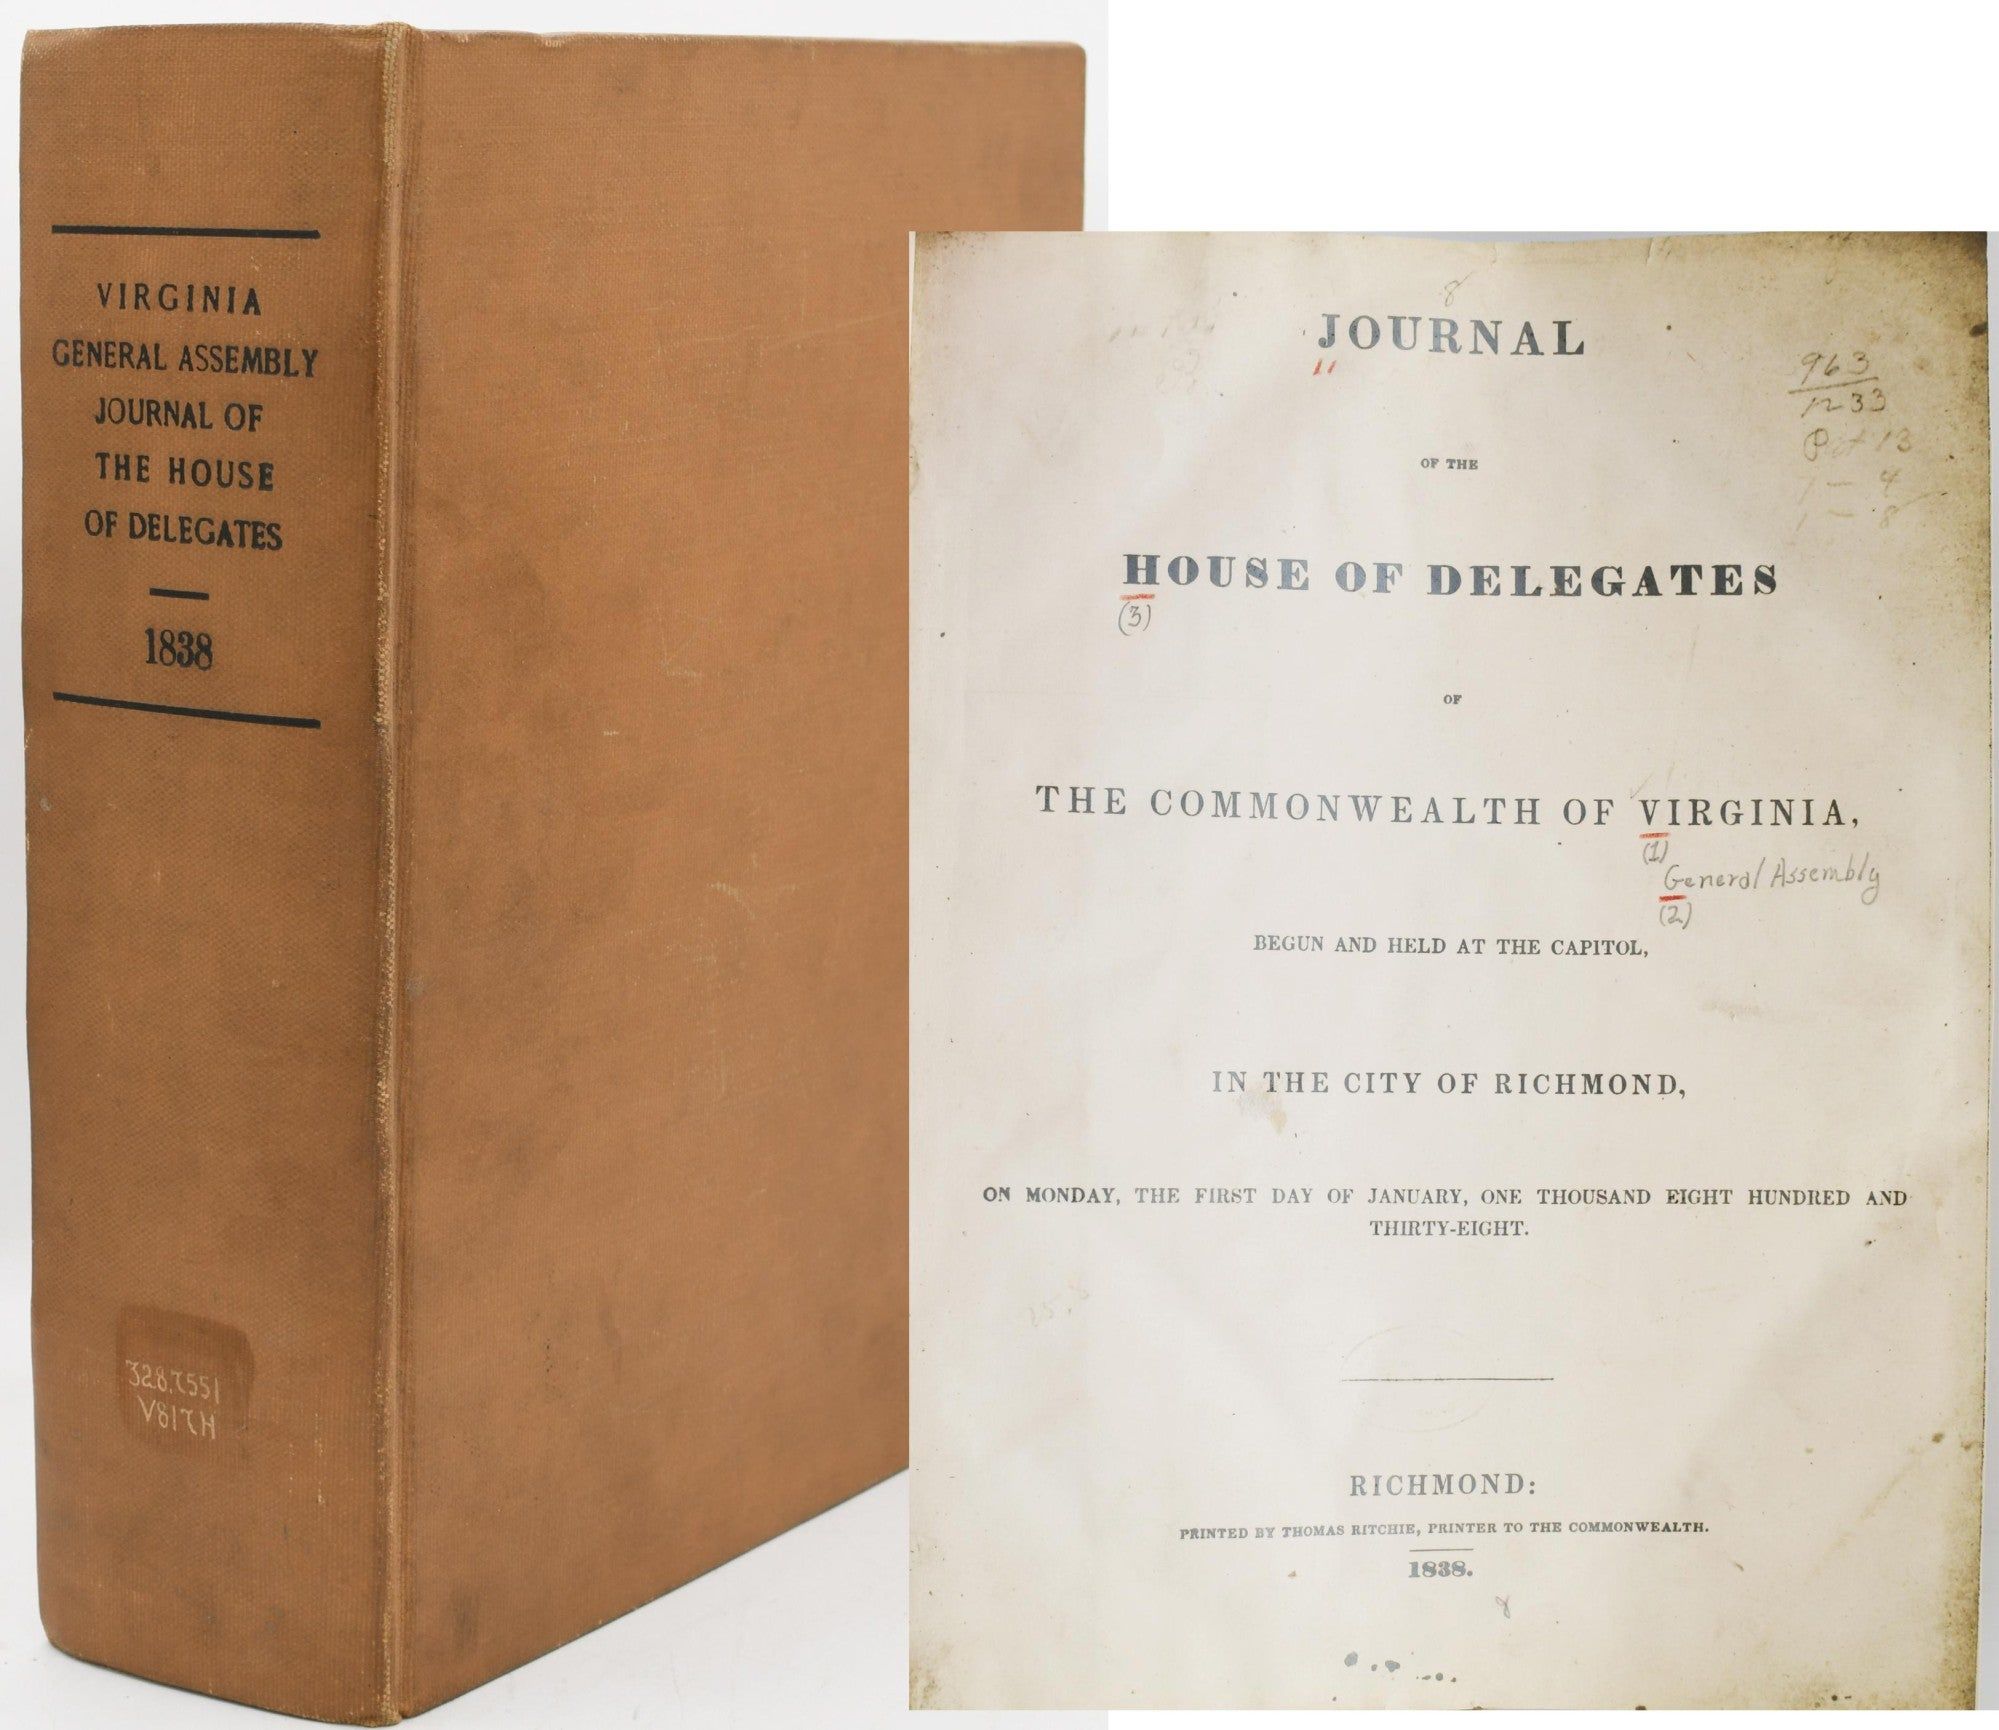 VIRGINIA
GENERAL ASSEMBLY
JOURNAL OF
THE HOUSE
OF DELEGATES
1838
328.7551
V817H
8
JOURNAL
963
1233
OF THE
HOUSE OF DELEGATES
(3)
OF
THE COMMONWEALTH OF VIRGINIA,
(1)
General Assembly
(2)
BEGUN AND HELD AT THE CAPITOL,
IN THE CITY OF RICHMOND,
ON MONDAY, THE FIRST DAY OF JANUARY, ONE THOUSAND EIGHT HUNDRED AND
THIRTY-EIGHT.
RICHMOND:
PRINTED BY THOMAS RITCHIE, PRINTER TO THE COMMONWEALTH.
1838.
8